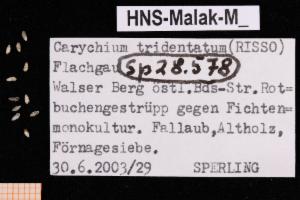 HNS-Malak-M_
Carychium tridentatum (RISSO)
Flachgau Sp28.578
Walser Berg östl.Bds-Str.Rot=
buchengestrüpp gegen Fichten=
monokultur. Fallaub,Altholz,
Förnagesiebe.
30.6.2003/29 SPERLING